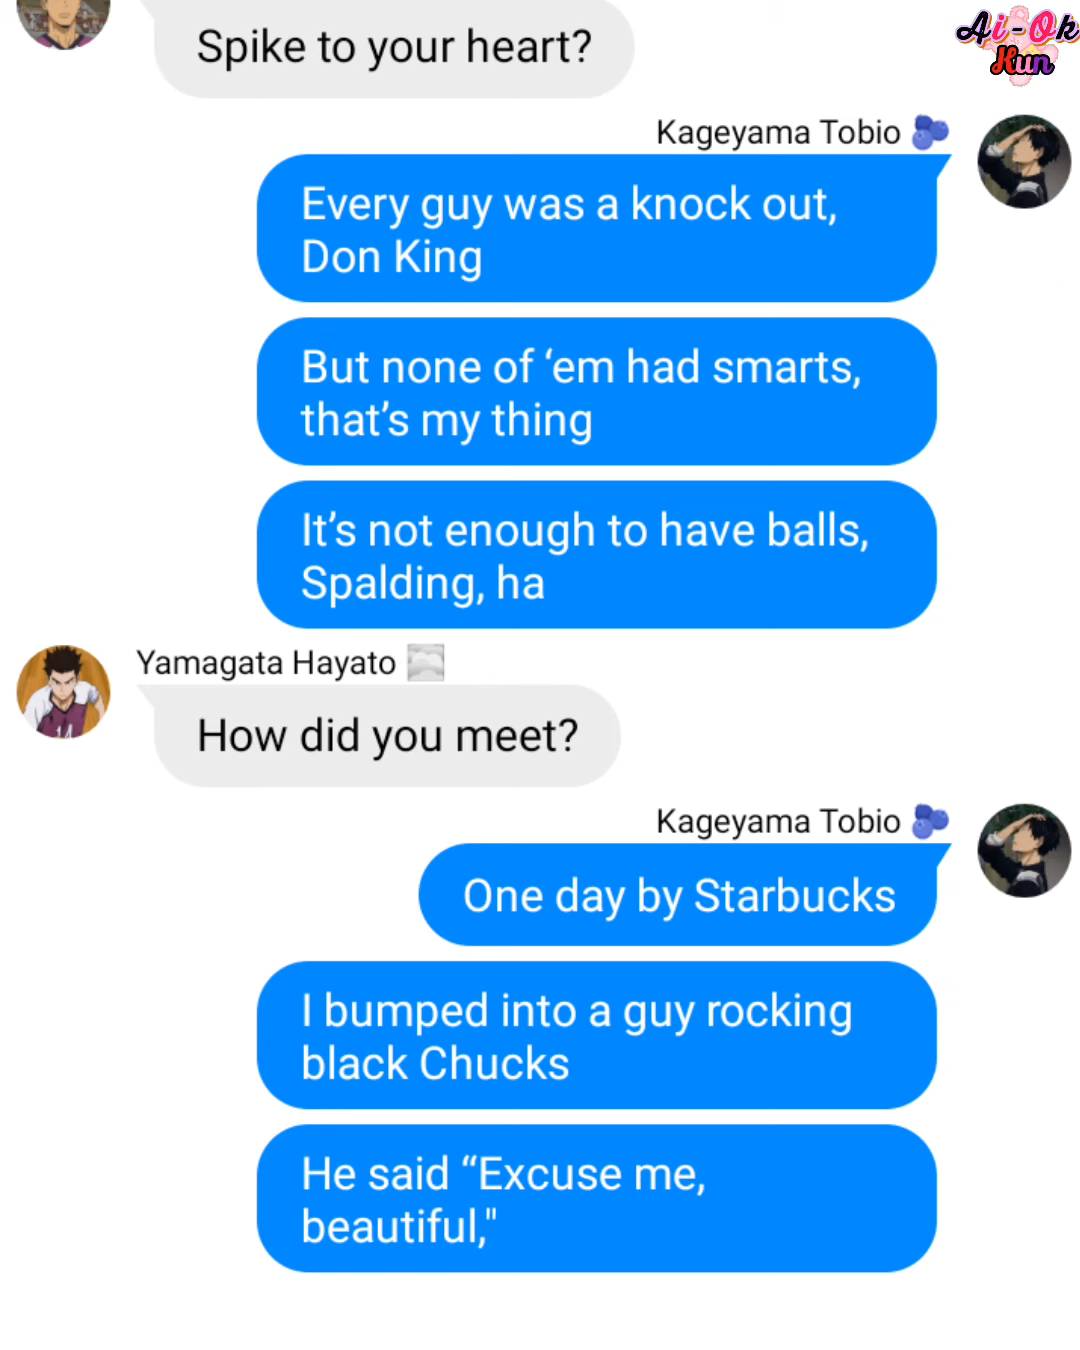 Spike to your heart?
Ai-Ok
Kun
Kageyama Tobio
Every guy was a knock out,
Don King
But none of ‘em had smarts,
that’s my thing
It’s not enough to have balls,
Spalding, ha
Yamagata Hayato
14
How did you meet?
Kageyama Tobio
One day by Starbucks
I bumped into a guy rocking
black Chucks
He said “Excuse me,
beautiful,"